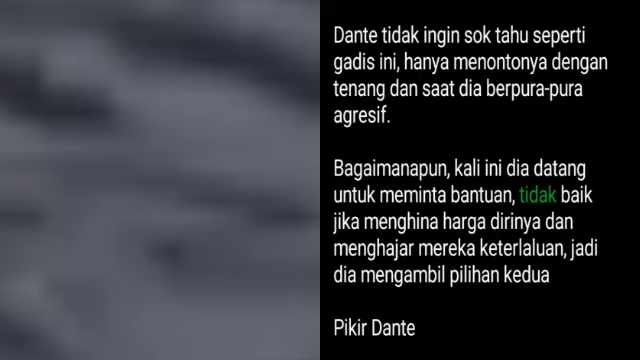 Dante tidak ingin sok tahu seperti
gadis ini, hanya menontonya dengan
tenang dan saat dia berpura-pura
agresif.
Bagaimanapun, kali ini dia datang
untuk meminta bantuan, tidak baik
jika menghina harga dirinya dan
menghajar mereka keterlaluan, jadi
dia mengambil pilihan kedua
Pikir Dante